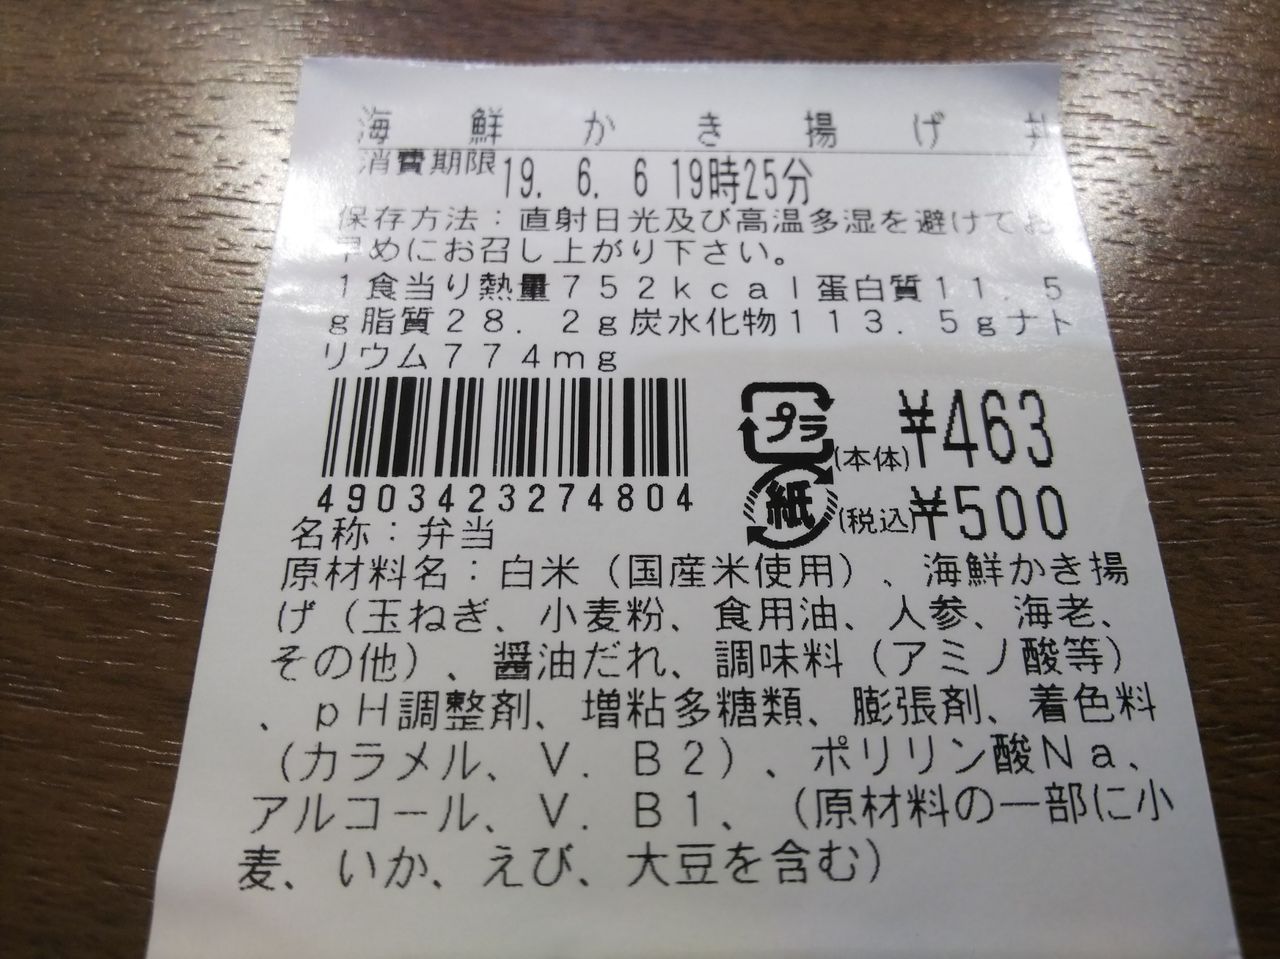 海鮮かき揚げ丼
消費期限19. 6. 6 19時25分
保存方法：直射日光及び高温多湿を避けてお
早めにお召し上がり下さい。
1食当り熱量752kcal蛋白質11.5
g脂質28.2g炭水化物113.5gナト
リウム774mg
プラ
(本体)¥463
4903423274804
紙
(税込)¥500
名称：弁当
原材料名：白米（国産米使用）、海鮮かき揚
げ（玉ねぎ、小麦粉、食用油、人参、海老、
その他）、醤油だれ、調味料（アミノ酸等）
、pH調整剤、増粘多糖類、膨張剤、着色料
（カラメル、V. B2）、ポリリン酸Na、
アルコール、V. B1、（原材料の一部に小
麦、いか、えび、大豆を含む）